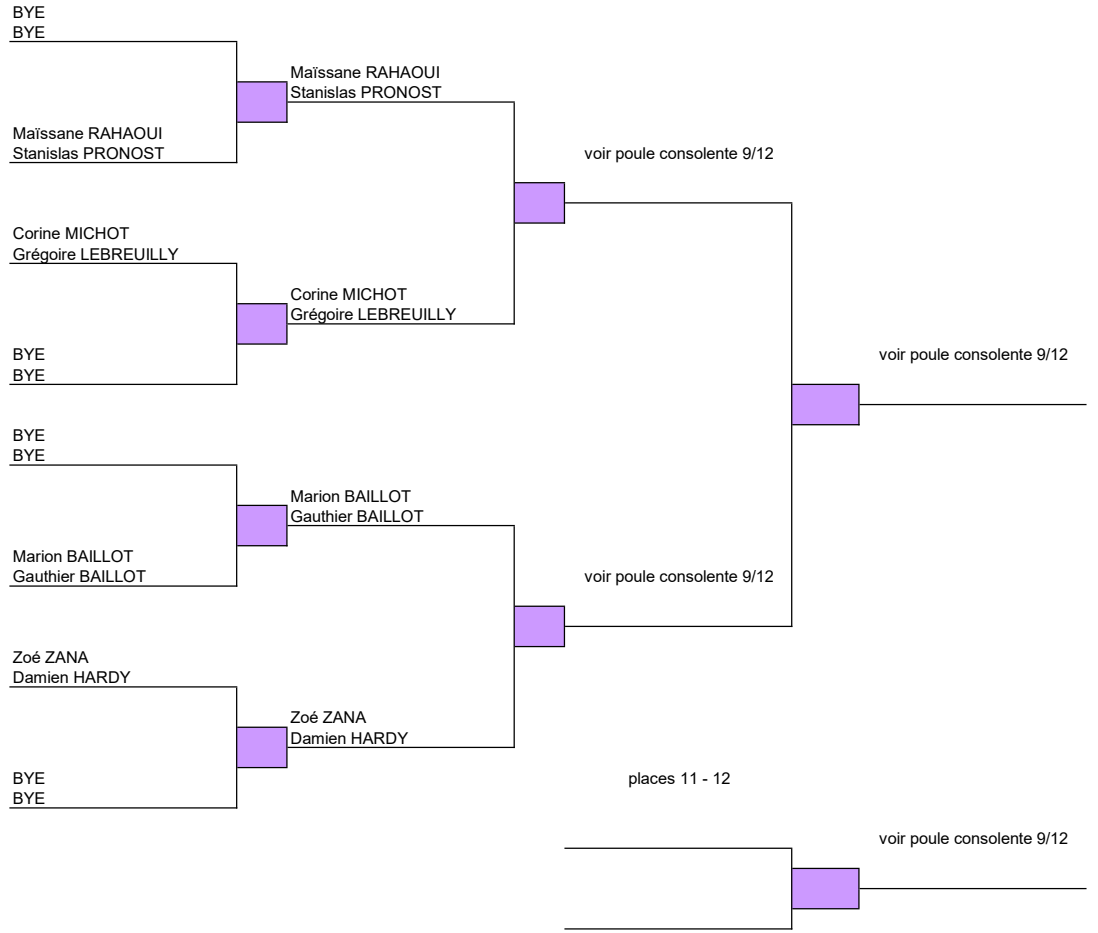 BYE
BYE
Maïssane RAHAOUI
Stanislas PRONOST
Maïssane RAHAOUI
Stanislas PRONOST
voir poule consolente 9/12
Corine MICHOT
Grégoire LEBREUILLY
Corine MICHOT
Grégoire LEBREUILLY
BYE
BYE
voir poule consolente 9/12
BYE
BYE
Marion BAILLOT
Gauthier BAILLOT
Marion BAILLOT
Gauthier BAILLOT
voir poule consolente 9/12
Zoé ZANA
Damien HARDY
Zoé ZANA
Damien HARDY
BYE
BYE
places 11 - 12
voir poule consolente 9/12